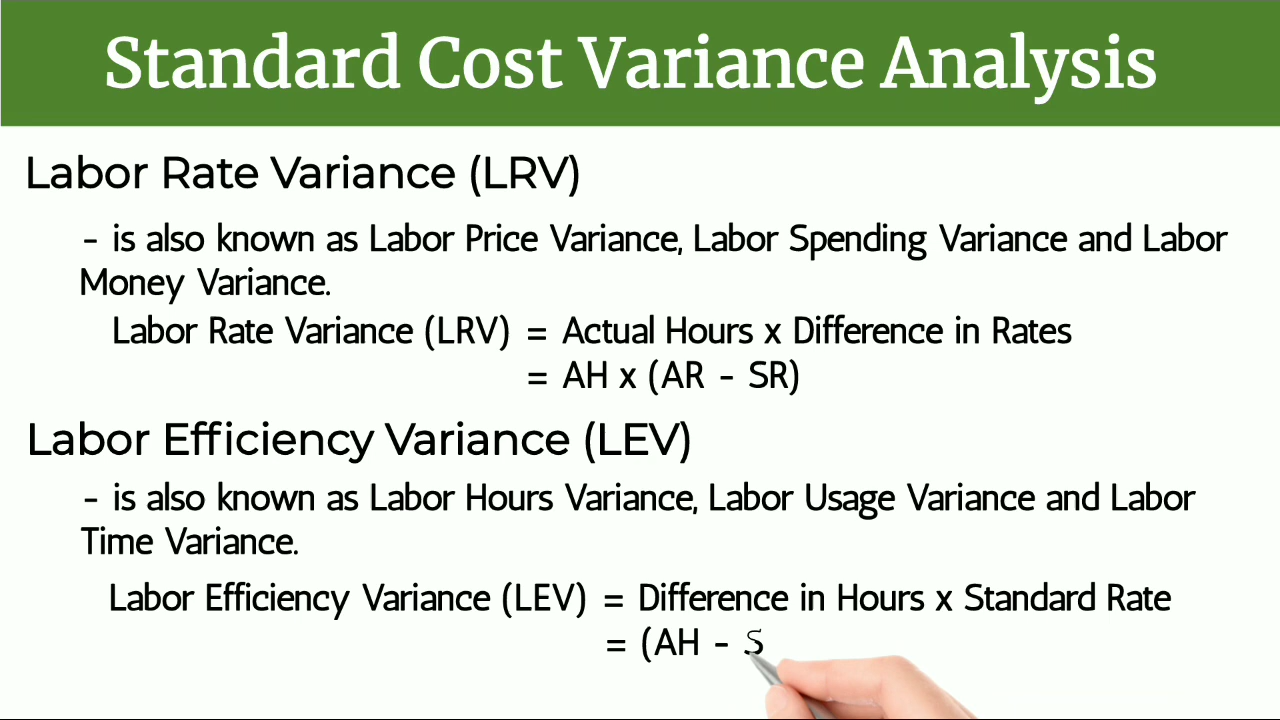 Standard Cost Variance Analysis
Labor Rate Variance (LRV)
- is also known as Labor Price Variance, Labor Spending Variance and Labor
Money Variance.
Labor Rate Variance (LRV) = Actual Hours x Difference in Rates
= AH x (AR - SR)
Labor Efficiency Variance (LEV)
- is also known as Labor Hours Variance, Labor Usage Variance and Labor
Time Variance.
Labor Efficiency Variance (LEV) = Difference in Hours x Standard Rate
= (AH - S